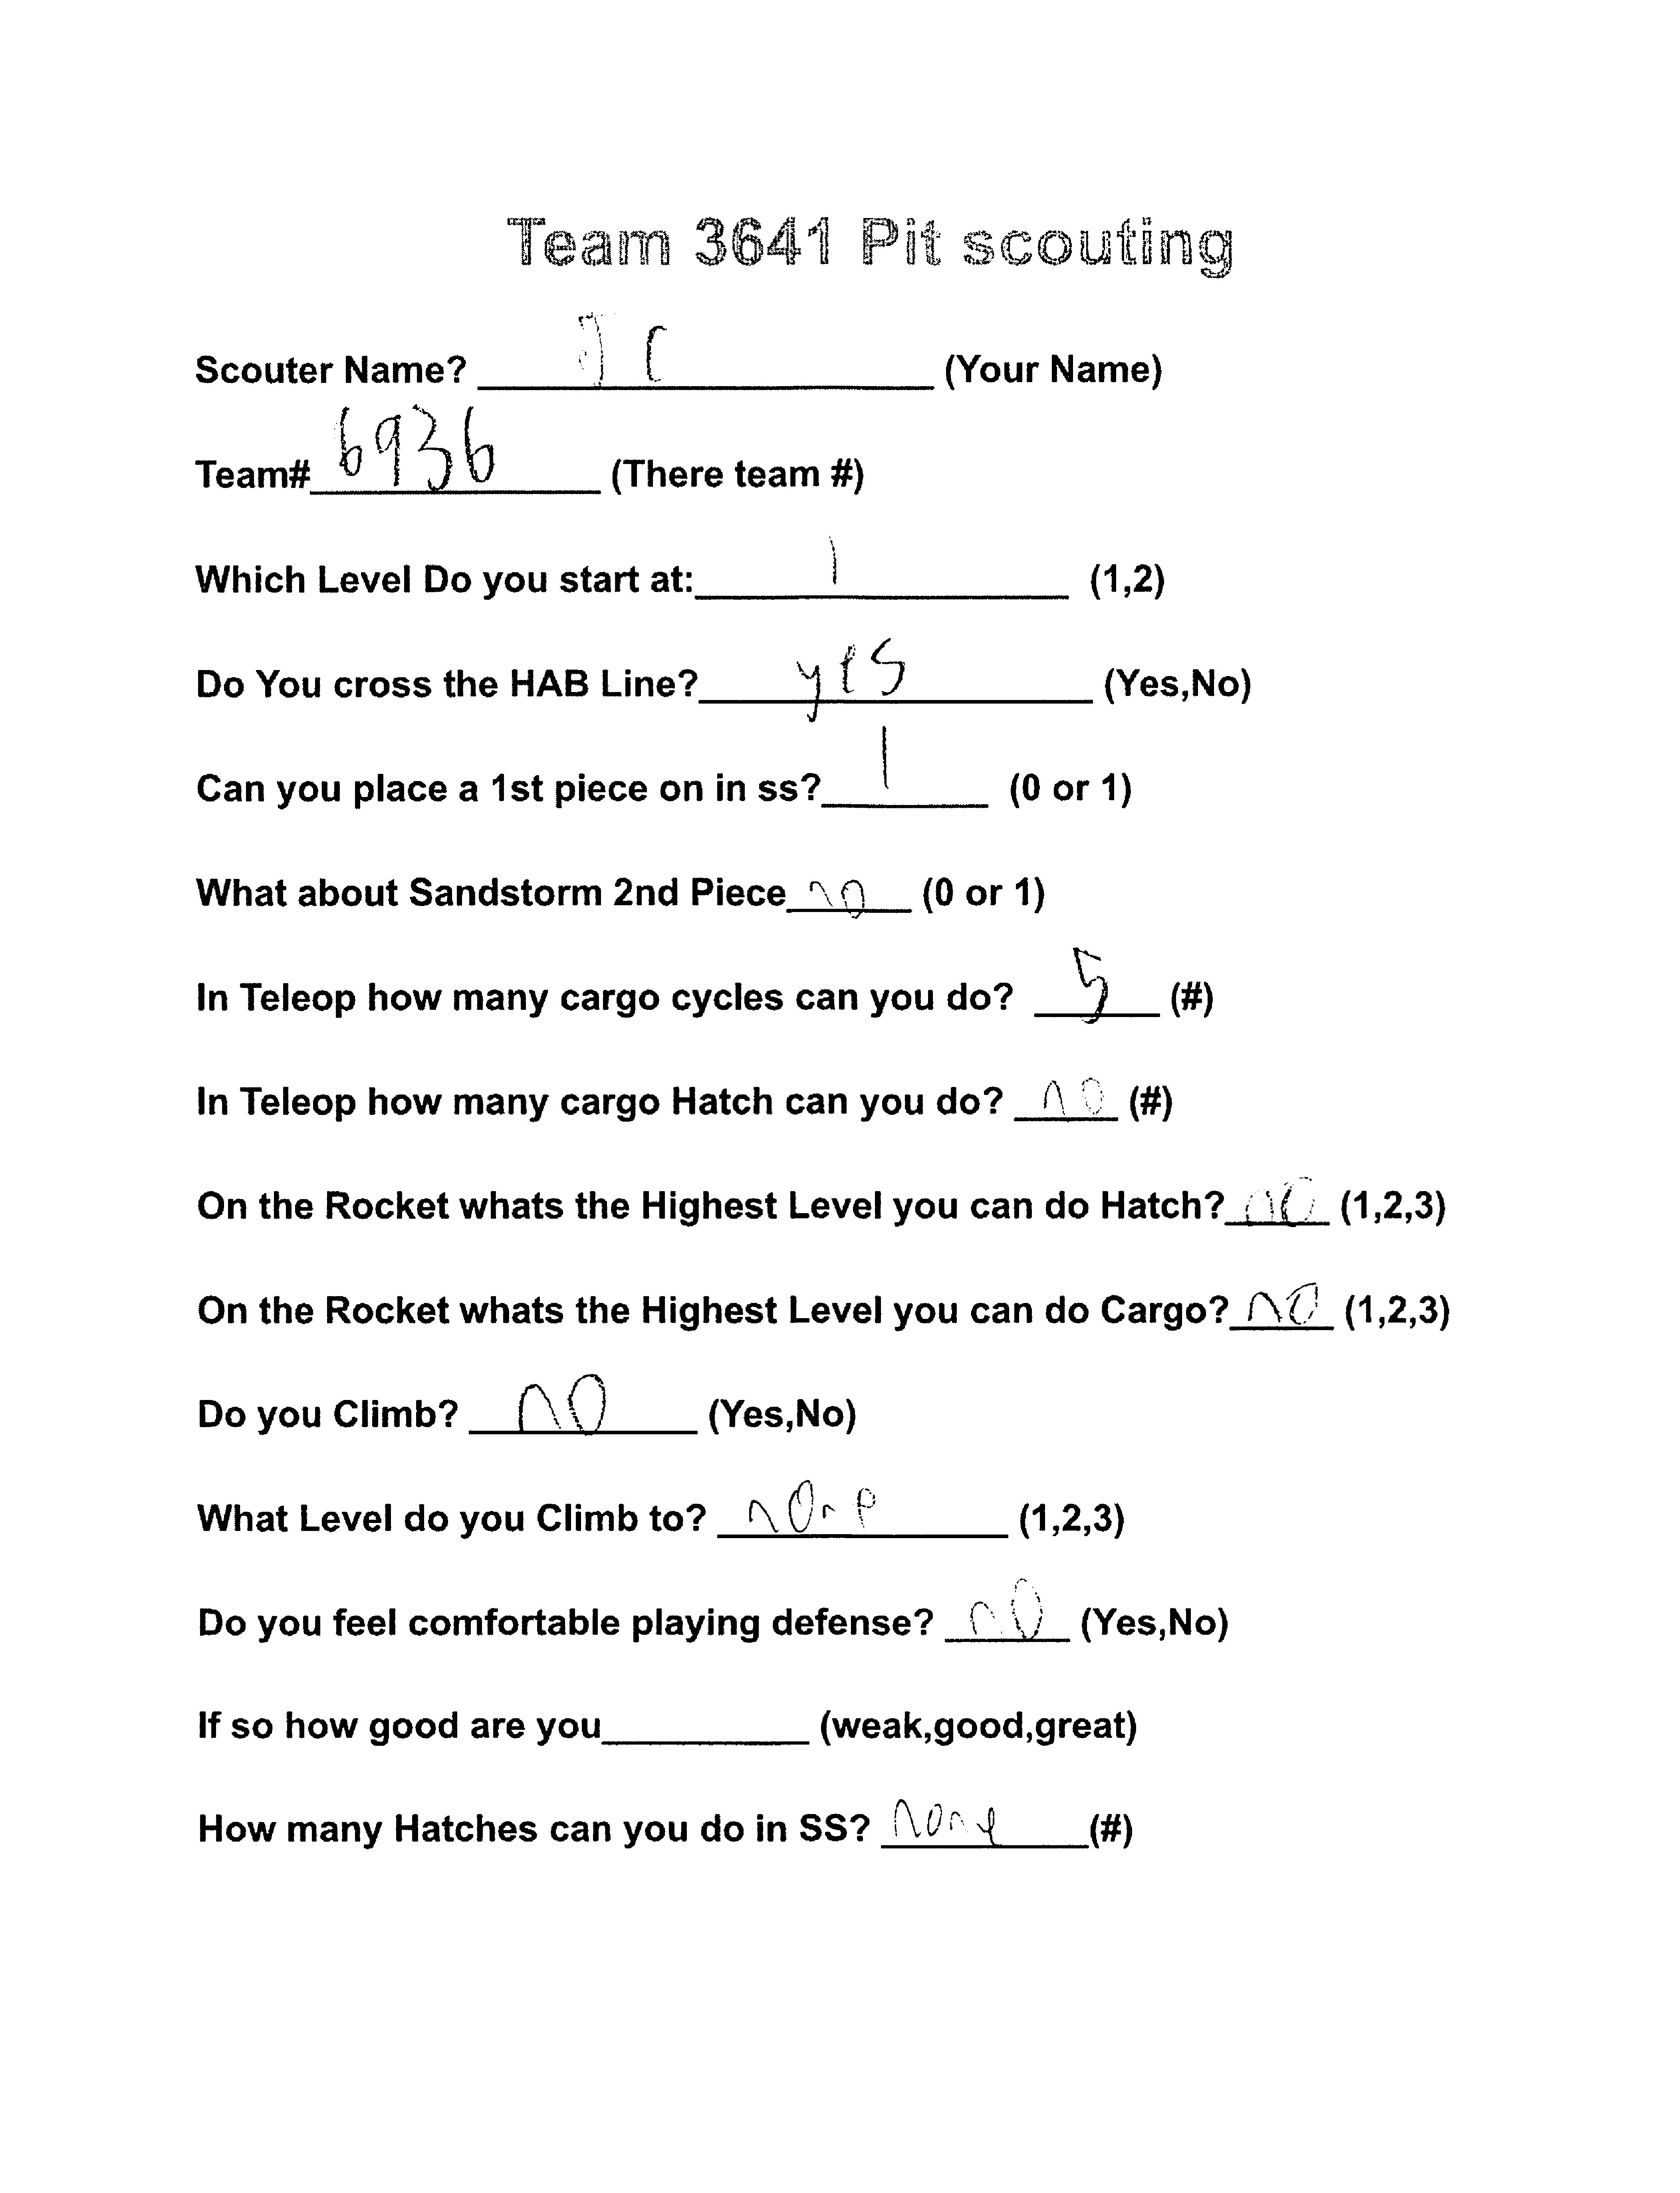 Team 3641 Pit scouting
Scouter Name? JC (Your Name)
Team# 6936 (There team #)
Which Level Do you start at: 1 (1,2)
Do You cross the HAB Line? yes (Yes,No)
Can you place a 1st piece on in ss? 1 (0 or 1)
What about Sandstorm 2nd Piece no (0 or 1)
In Teleop how many cargo cycles can you do? 5 (#)
In Teleop how many cargo Hatch can you do? no (#)
On the Rocket whats the Highest Level you can do Hatch? no (1,2,3)
On the Rocket whats the Highest Level you can do Cargo? no (1,2,3)
Do you Climb? no (Yes,No)
What Level do you Climb to? none (1,2,3)
Do you feel comfortable playing defense? no (Yes,No)
If so how good are you (weak,good,great)
How many Hatches can you do in SS? none (#)